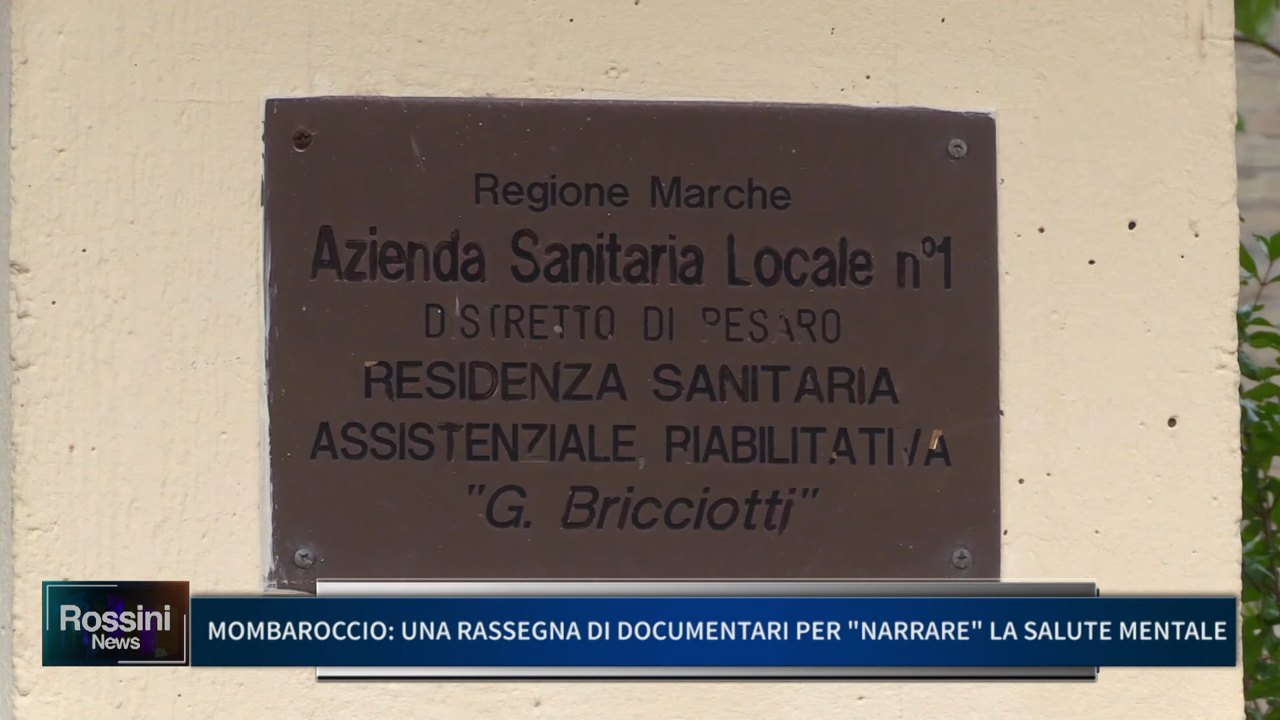 Regione Marche
Azienda Sanitaria Locale n°1
DISTRETTO DI PESARO
RESIDENZA SANITARIA
ASSISTENZIALE RIABILITATIVA
"G. Bricciotti"
Rossini
News
MOMBAROCCIO: UNA RASSEGNA DI DOCUMENTARI PER "NARRARE" LA SALUTE MENTALE